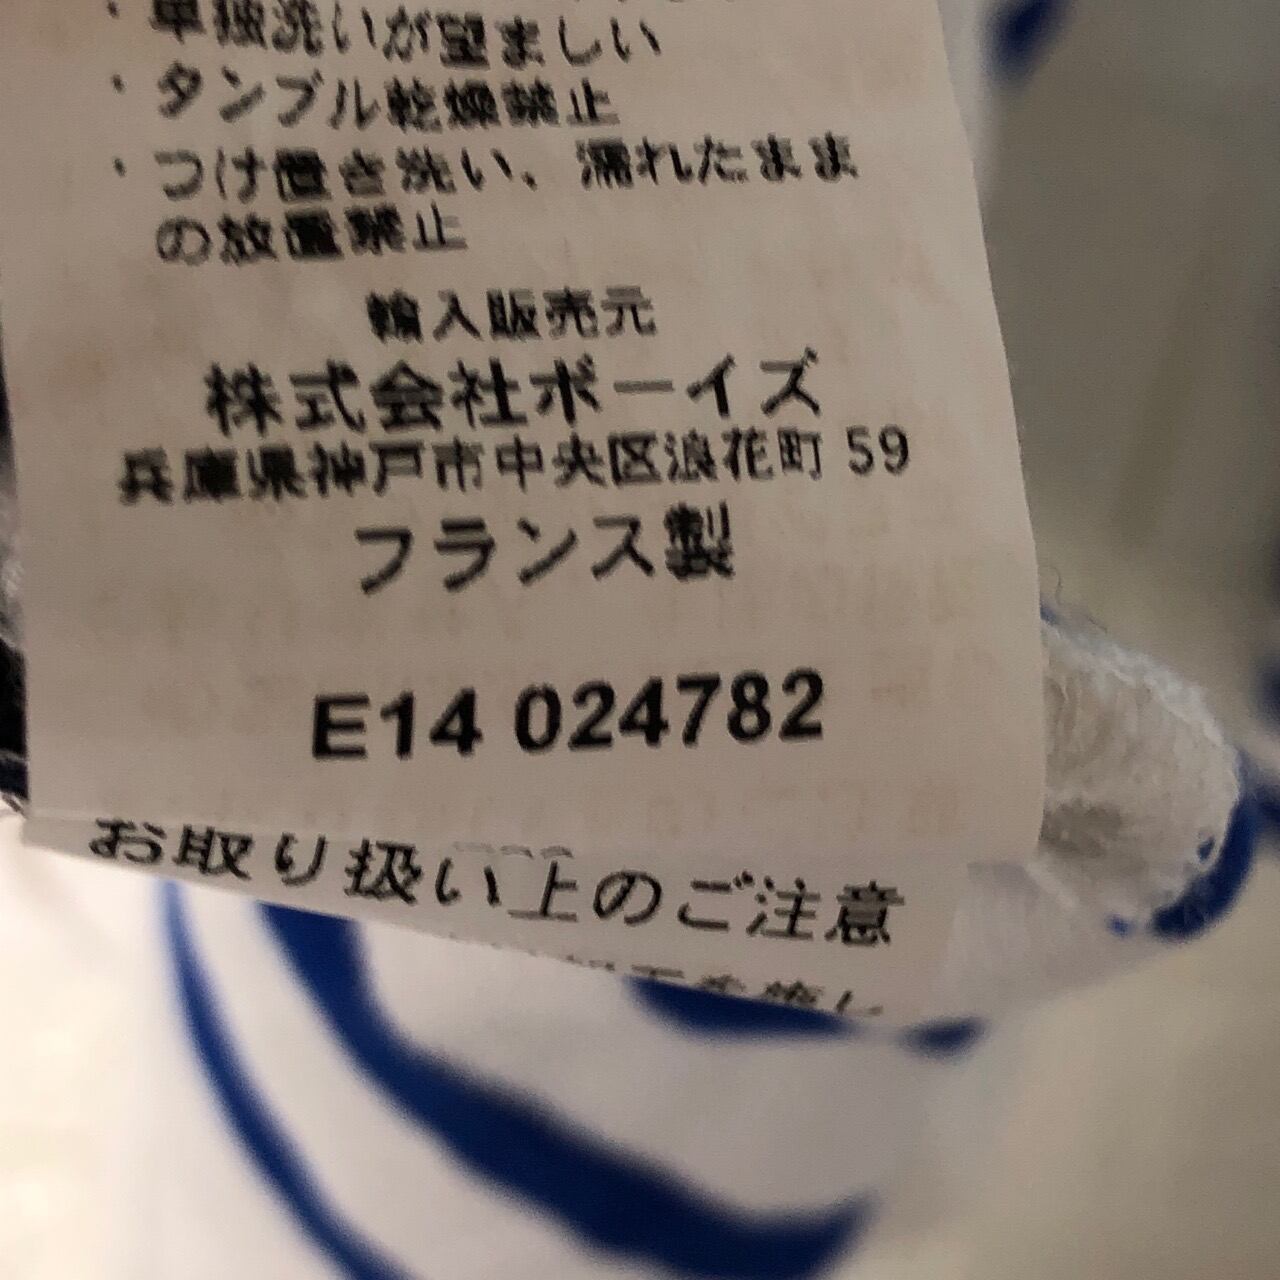 ・単独洗いが望ましい
・タンブル乾燥禁止
・つけ置き洗い、濡れたまま
の放置禁止
輸入販売元
株式会社ボーイズ
兵庫県神戸市中央区浪花町 59
フランス製
E14 024782
お取り扱い上のご注意